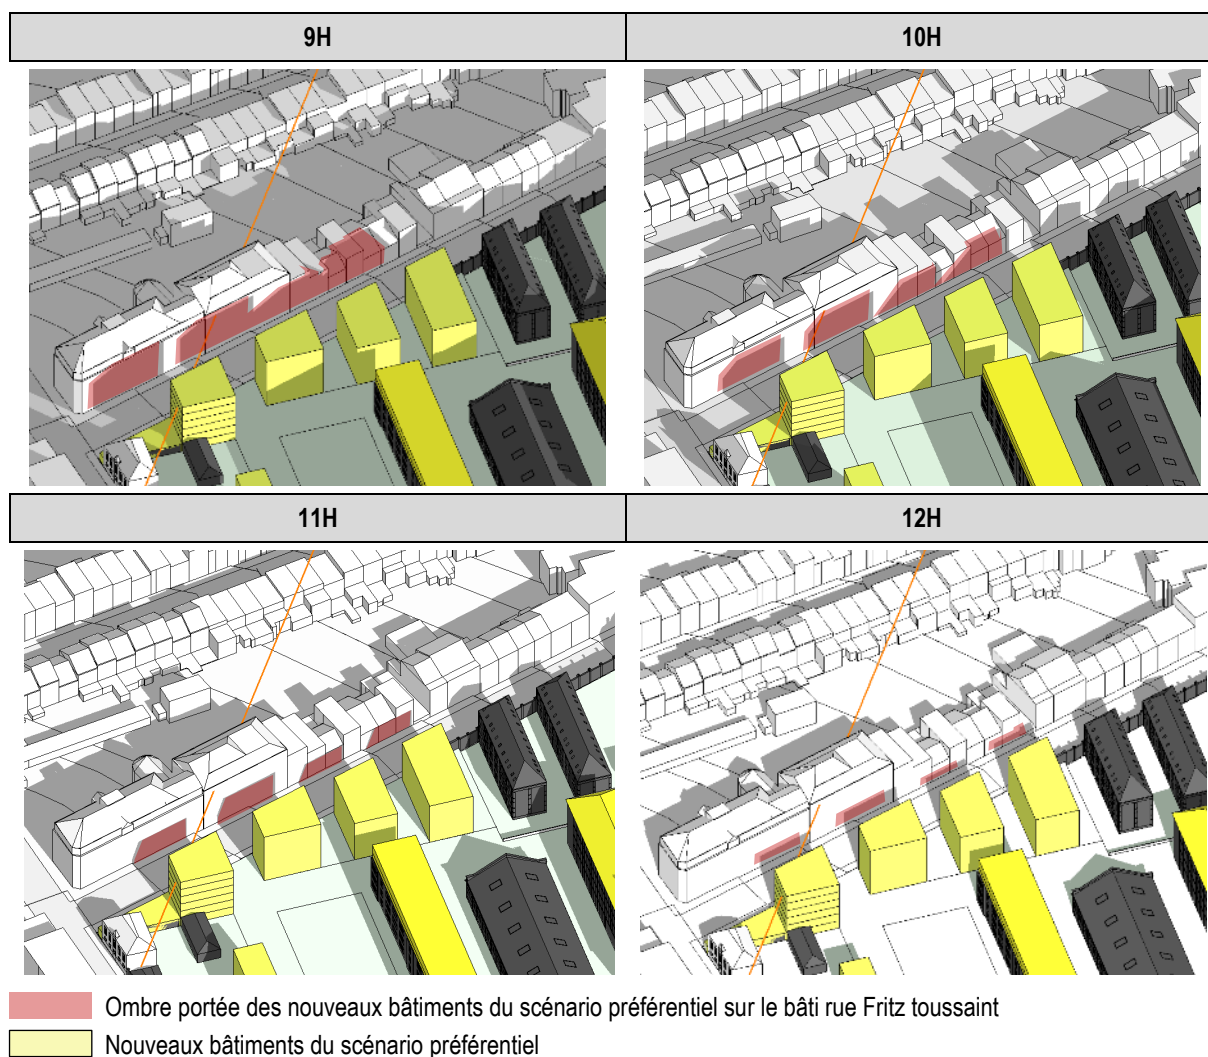 9H
10H
11H
12H
Ombre portée des nouveaux bâtiments du scénario préférentiel sur le bâti rue Fritz toussaint
Nouveaux bâtiments du scénario préférentiel